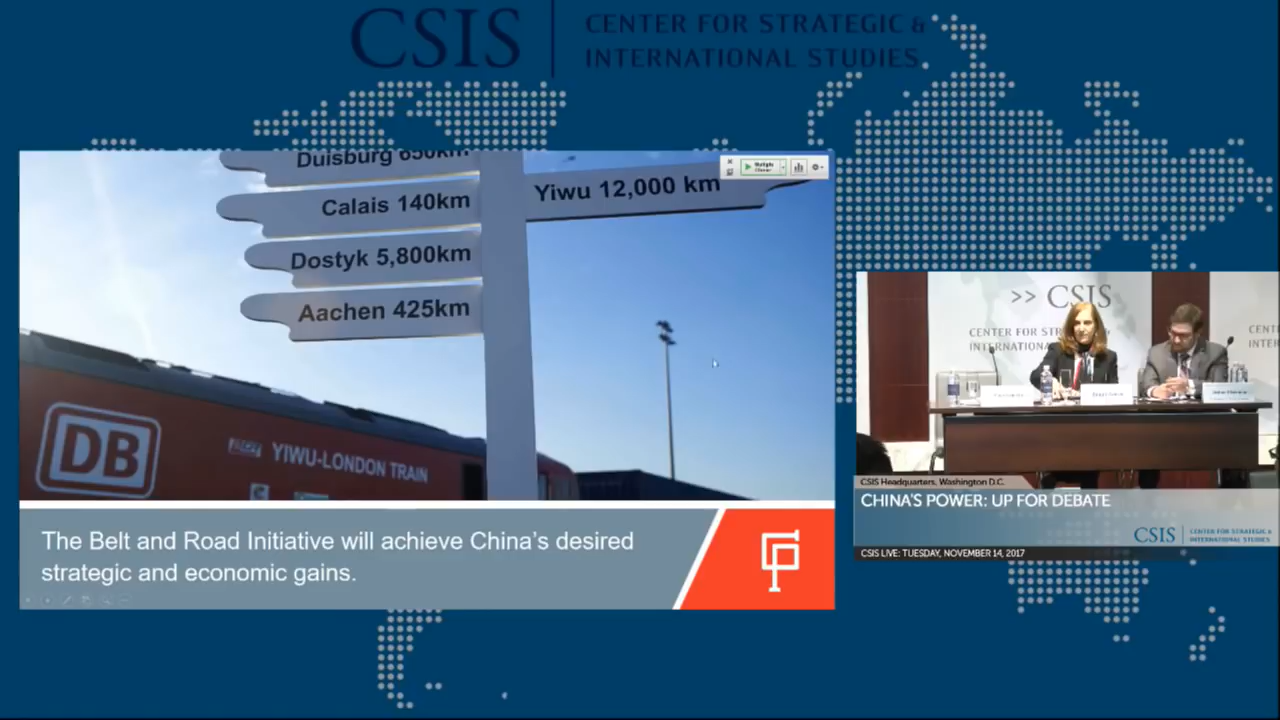 CSIS
CENTER FOR STRATEGIC &
INTERNATIONAL STUDIES
Duisburg 650km
Calais 140km
Dostyk 5,800km
Aachen 425km
Yiwu 12,000 km
DB
YIWU-LONDON TRAIN
The Belt and Road Initiative will achieve China's desired
strategic and economic gains.
>> CSIS
CENTER FOR STRA &
INTERNATIONAL STUDIES
CENT
INTER
CSIS Headquarters, Washington D.C.
CHINA'S POWER: UP FOR DEBATE
CSIS
CENTER FOR STRATEGIC &
INTERNATIONAL STUDIES
CSIS LIVE: TUESDAY, NOVEMBER 14, 2017